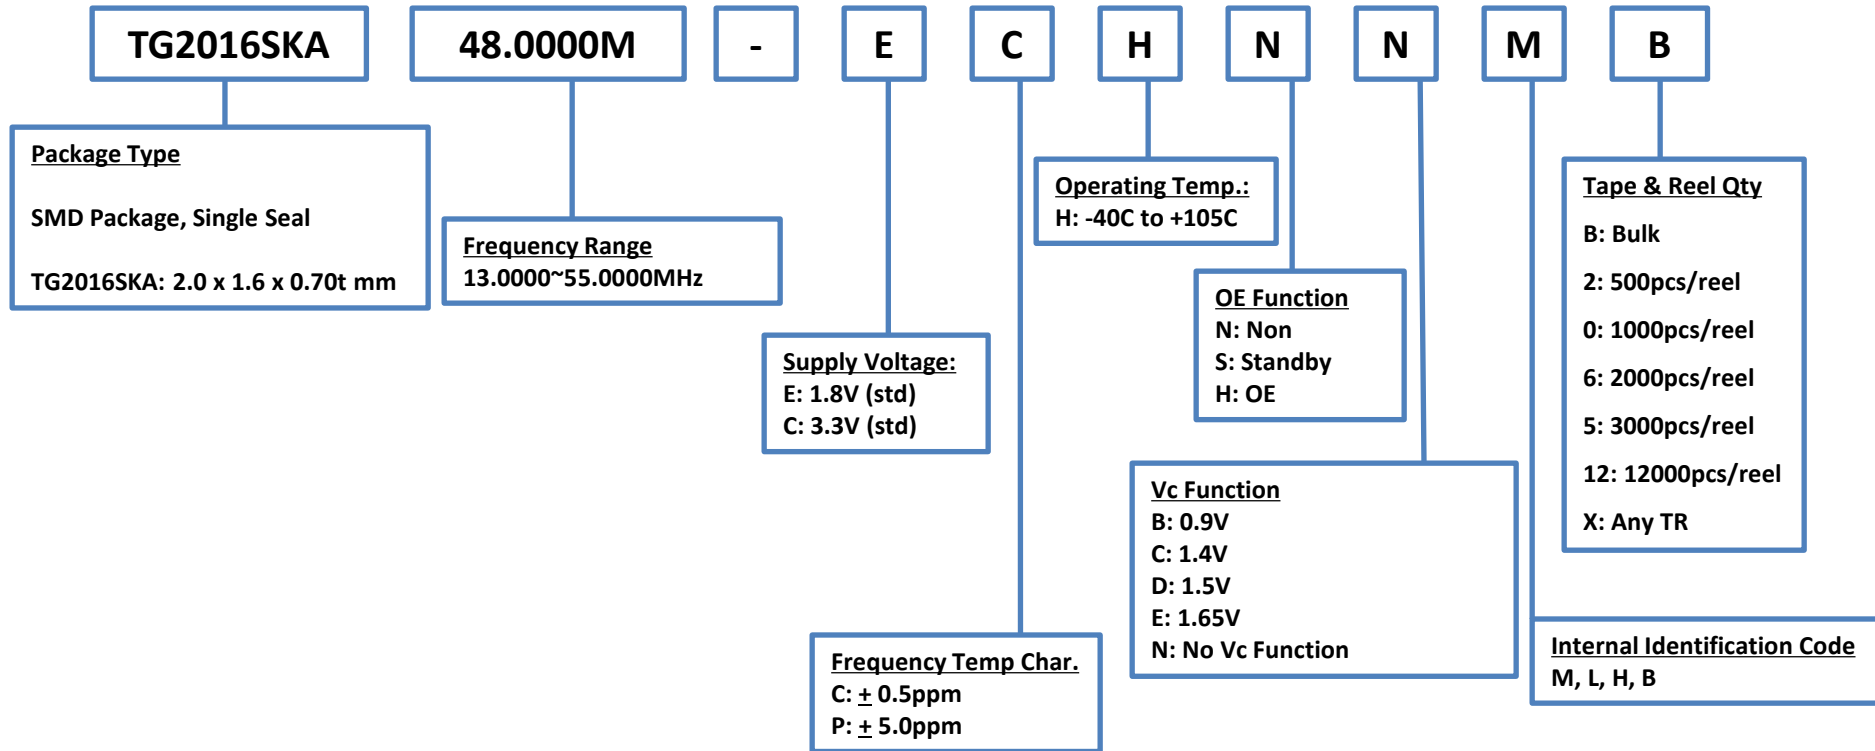 TG2016SKA 48.0000M - E C H N N M B
Package Type
SMD Package, Single Seal
TG2016SKA: 2.0 x 1.6 x 0.70t mm
Frequency Range
13.0000~55.0000MHz
Supply Voltage:
E: 1.8V (std)
C: 3.3V (std)
Frequency Temp Char.
C: ± 0.5ppm
P: ± 5.0ppm
Operating Temp.:
H: -40C to +105C
OE Function
N: Non
S: Standby
H: OE
Vc Function
B: 0.9V
C: 1.4V
D: 1.5V
E: 1.65V
N: No Vc Function
Internal Identification Code
M, L, H, B
Tape & Reel Qty
B: Bulk
2: 500pcs/reel
0: 1000pcs/reel
6: 2000pcs/reel
5: 3000pcs/reel
12: 12000pcs/reel
X: Any TR